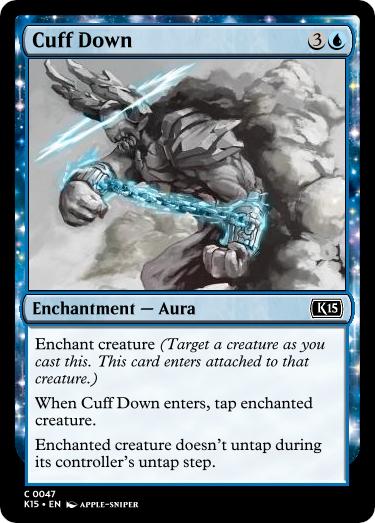 Cuff Down 3
Enchantment — Aura K15
Enchant creature (Target a creature as you
cast this. This card enters attached to that
creature.)
When Cuff Down enters, tap enchanted
creature.
Enchanted creature doesn't untap during
its controller's untap step.
C 0047
K15 • EN APPLE-SNIPER